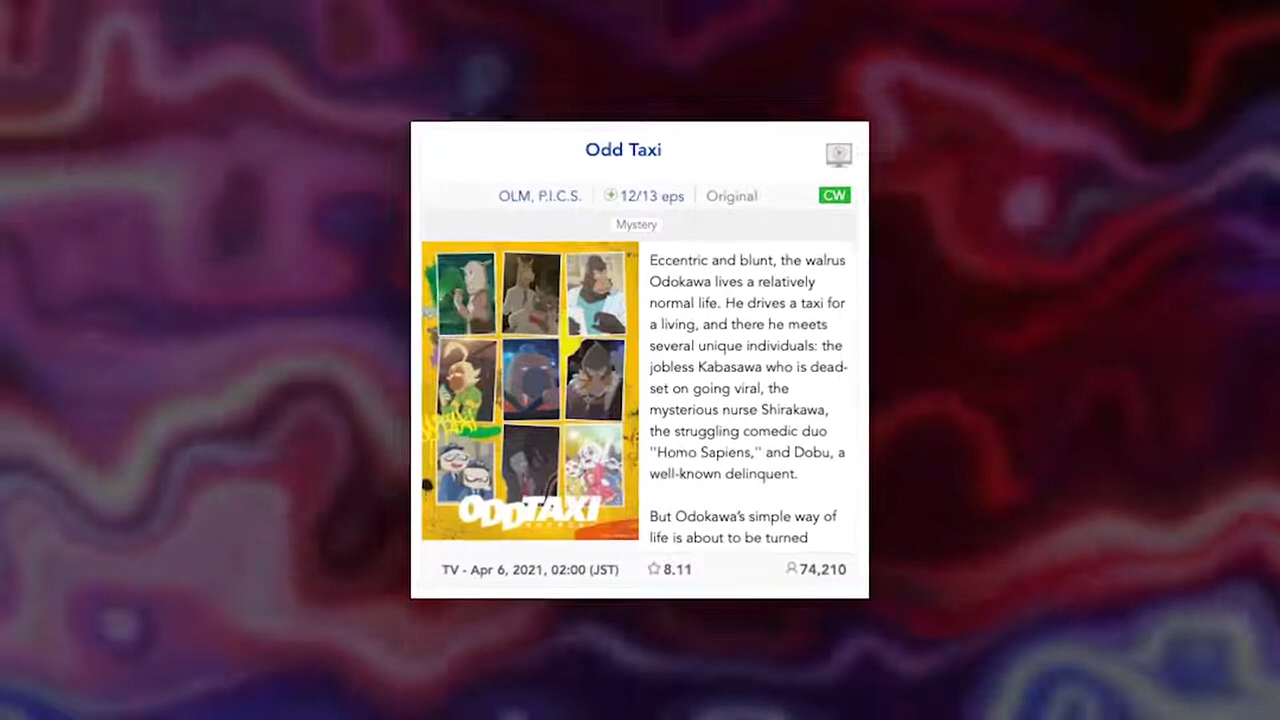 Odd Taxi
OLM, P.I.C.S.
12/13 eps
Original
CW
Mystery
Eccentric and blunt, the walrus
Odokawa lives a relatively
normal life. He drives a taxi for
a living, and there he meets
several unique individuals: the
jobless Kabasawa who is dead-
set on going viral, the
mysterious nurse Shirakawa,
the struggling comedic duo
"Homo Sapiens," and Dobu, a
well-known delinquent.
But Odokawa's simple way of
life is about to be turned
ODDTAXI
TV - Apr 6, 2021, 02:00 (JST)
8.11
74,210